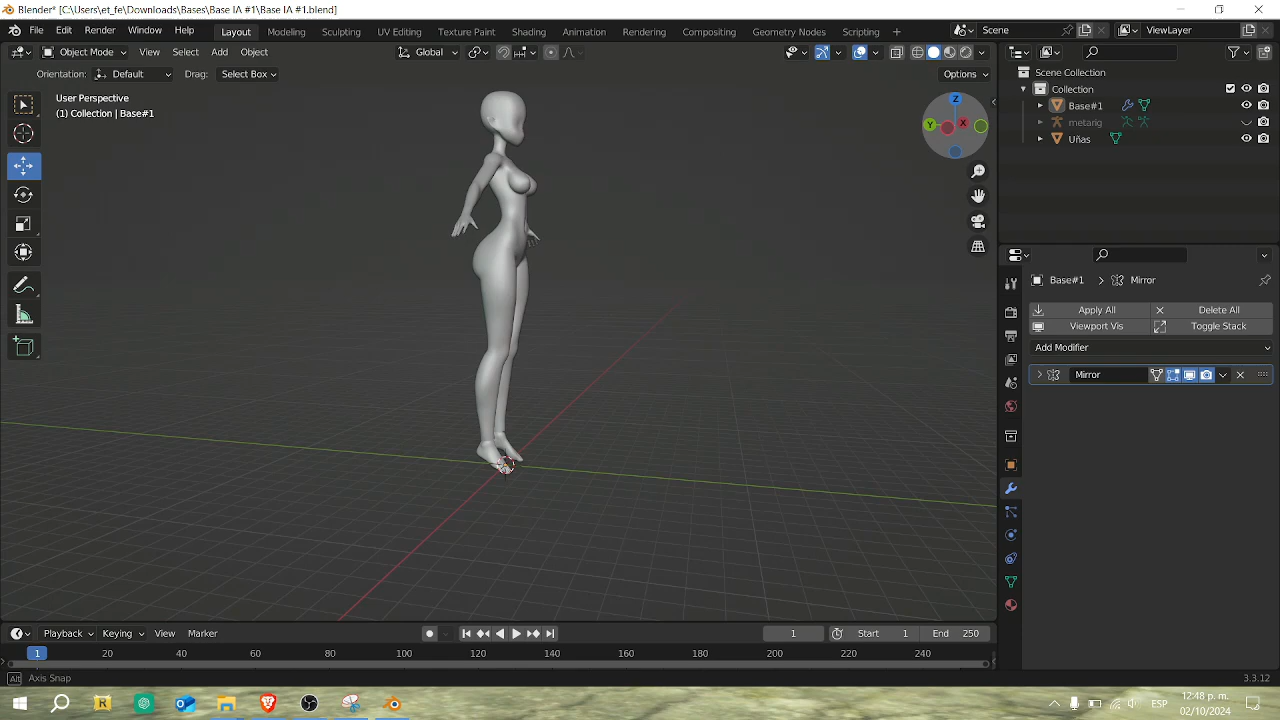 Blender* [C:\Users\et_fe\Downloads\Bases\Base IA #1\Base IA #1.blend]
File Edit Render Window Help Layout Modeling Sculpting UV Editing Texture Paint Shading Animation Rendering Compositing Geometry Nodes Scripting + Scene ViewLayer
Object Mode View Select Add Object Global
Orientation: Default Drag: Select Box Options
User Perspective
(1) Collection | Base#1
Z
Y
X
Scene Collection
Collection
Base#1
metarig
Uñas
Base#1 > Mirror
Apply All Delete All
Viewport Vis Toggle Stack
Add Modifier
Mirror
Playback Keying View Marker 1 Start 1 End 250
1 20 40 60 80 100 120 140 160 180 200 220 240
Alt Axis Snap 3.3.12
R ESP 12:48 p. m.
02/10/2024